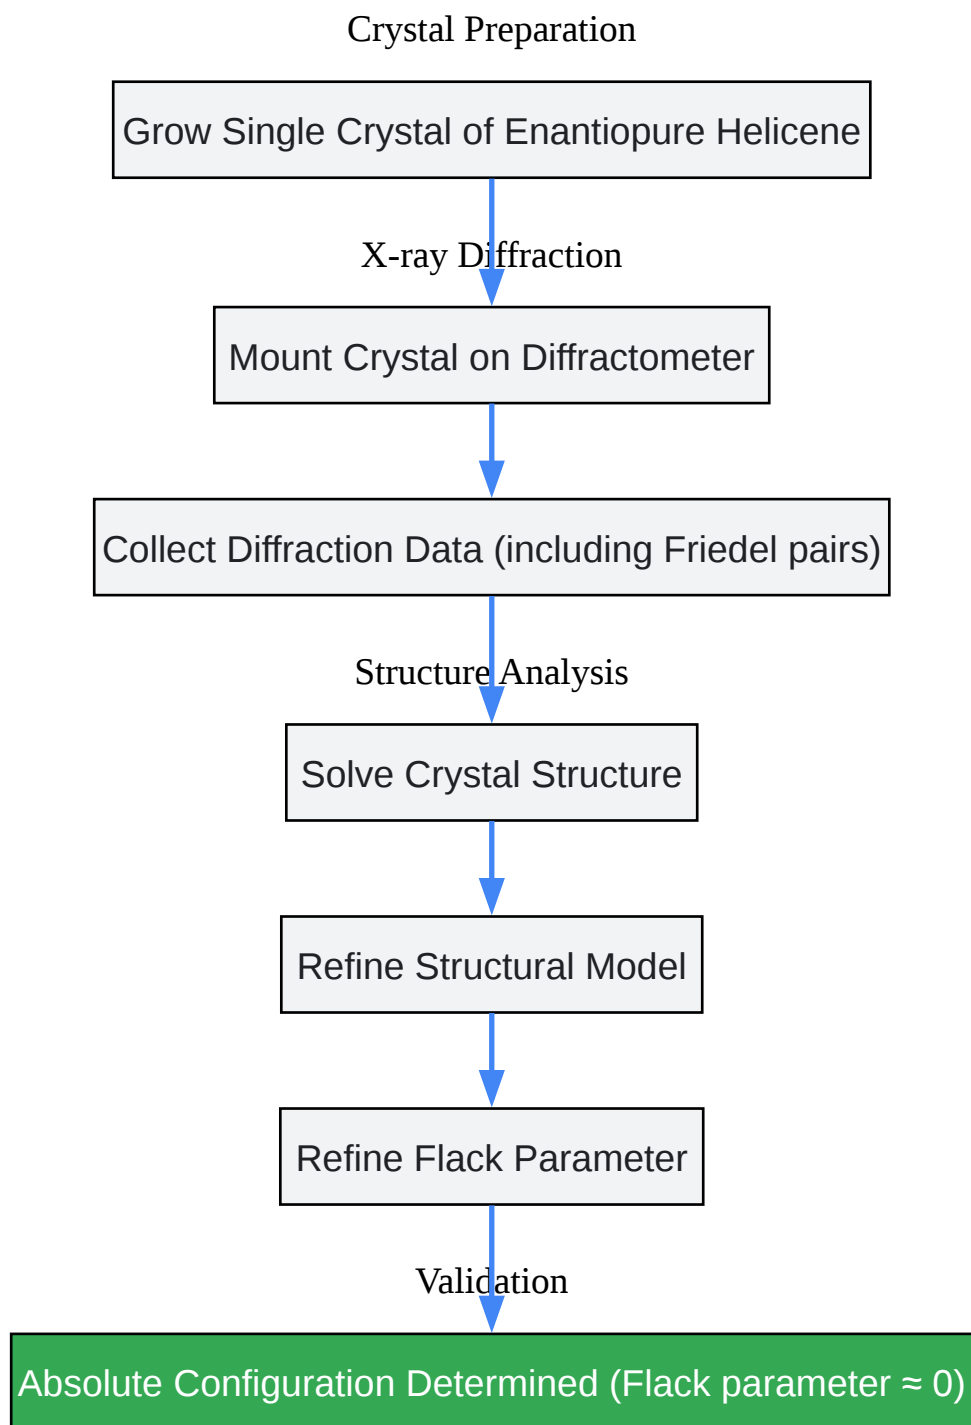 Crystal Preparation
Grow Single Crystal of Enantiopure Helicene
X-ray Diffraction
Mount Crystal on Diffractometer
Collect Diffraction Data (including Friedel pairs)
Structure Analysis
Solve Crystal Structure
Refine Structural Model
Refine Flack Parameter
Validation
Absolute Configuration Determined (Flack parameter ≈ 0)